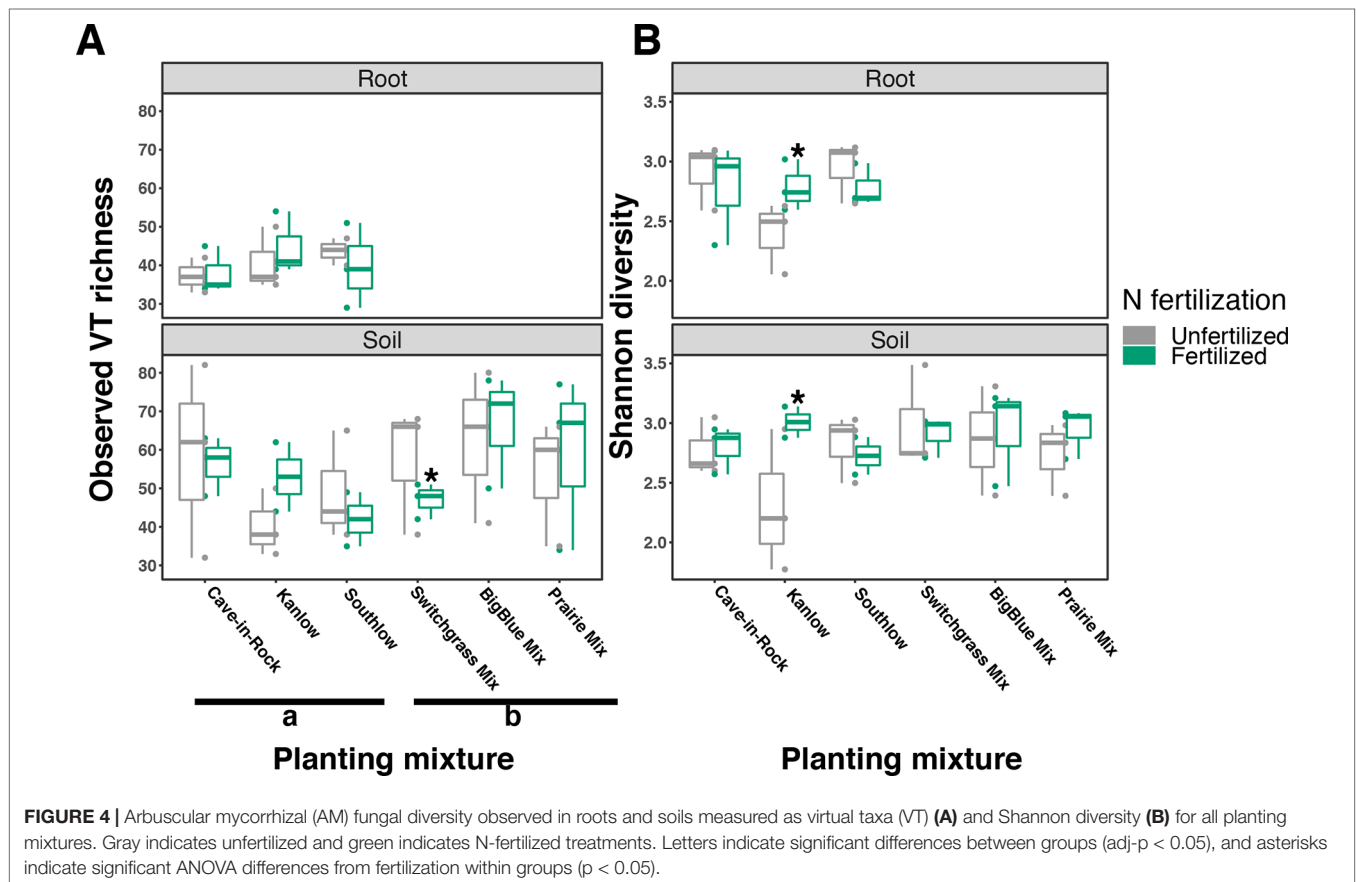 A
Root
80
70
60
50
40
30
Soil
80
70
60
50
40
30
Observed VT richness
Cave-in-Rock
Kanlow
Southlow
Switchgrass Mix
BigBlue Mix
Prairie Mix
*
a
b
Planting mixture
B
Root
3.5
3.0
2.5
2.0
*
Soil
3.5
3.0
2.5
2.0
*
Shannon diversity
Cave-in-Rock
Kanlow
Southlow
Switchgrass Mix
BigBlue Mix
Prairie Mix
Planting mixture
N fertilization
Unfertilized
Fertilized
FIGURE 4 | Arbuscular mycorrhizal (AM) fungal diversity observed in roots and soils measured as virtual taxa (VT) (A) and Shannon diversity (B) for all planting
mixtures. Gray indicates unfertilized and green indicates N-fertilized treatments. Letters indicate significant differences between groups (adj-p < 0.05), and asterisks
indicate significant ANOVA differences from fertilization within groups (p < 0.05).